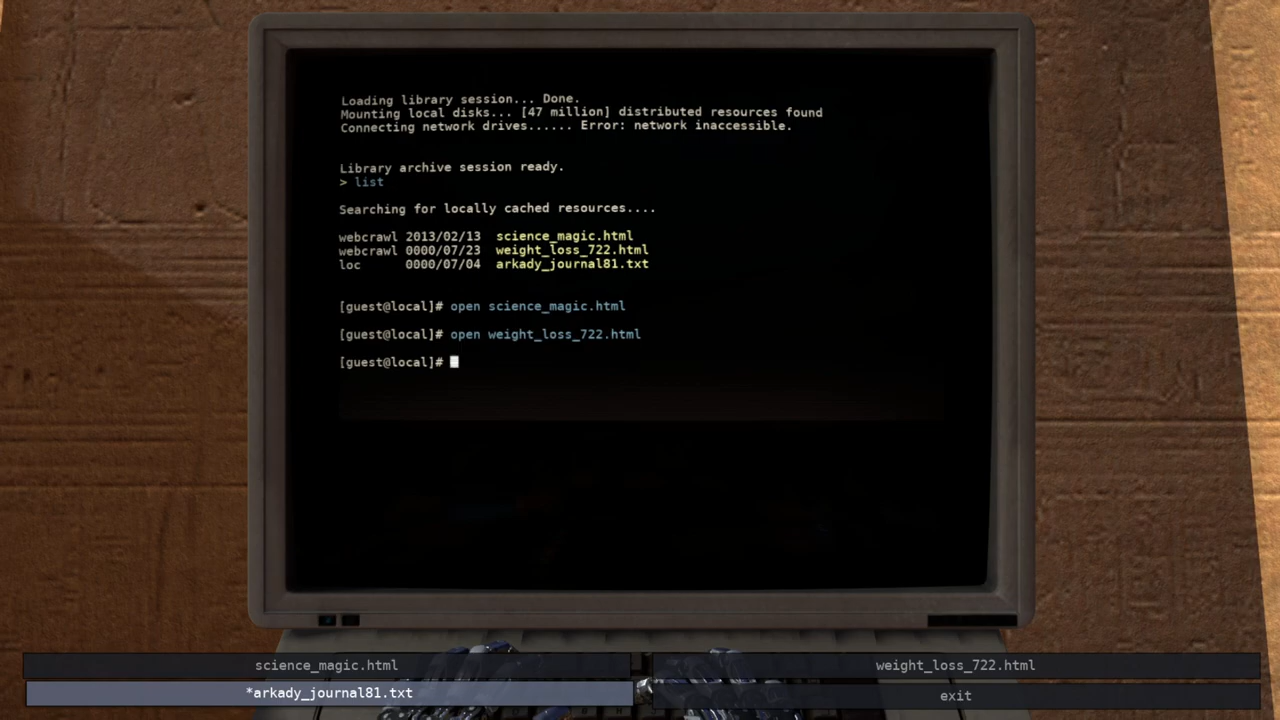 Loading library session... Done.
Mounting local disks... [47 million] distributed resources found
Connecting network drives...... Error: network inaccessible.
Library archive session ready.
> list
Searching for locally cached resources....
webcrawl 2013/02/13  science_magic.html
webcrawl 0000/07/23  weight_loss_722.html
loc      0000/07/04  arkady_journal81.txt
[guest@local]# open science_magic.html
[guest@local]# open weight_loss_722.html
[guest@local]#
science_magic.html
weight_loss_722.html
*arkady_journal81.txt
exit